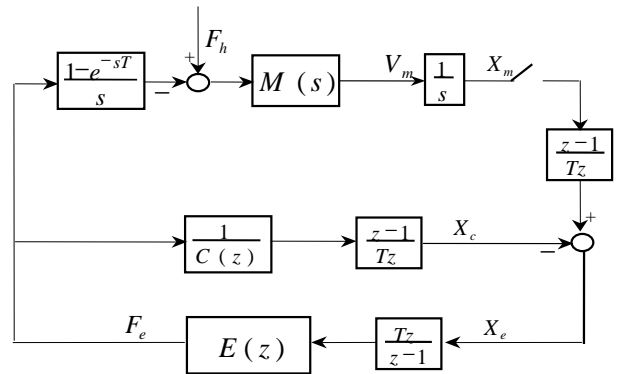 F_h
+
1-e^{-sT}
s
−
M (s)
V_m
1
s
X_m
z-1
Tz
+
1
C (z)
z-1
Tz
X_c
−
F_e
E(z)
Tz
z-1
X_e